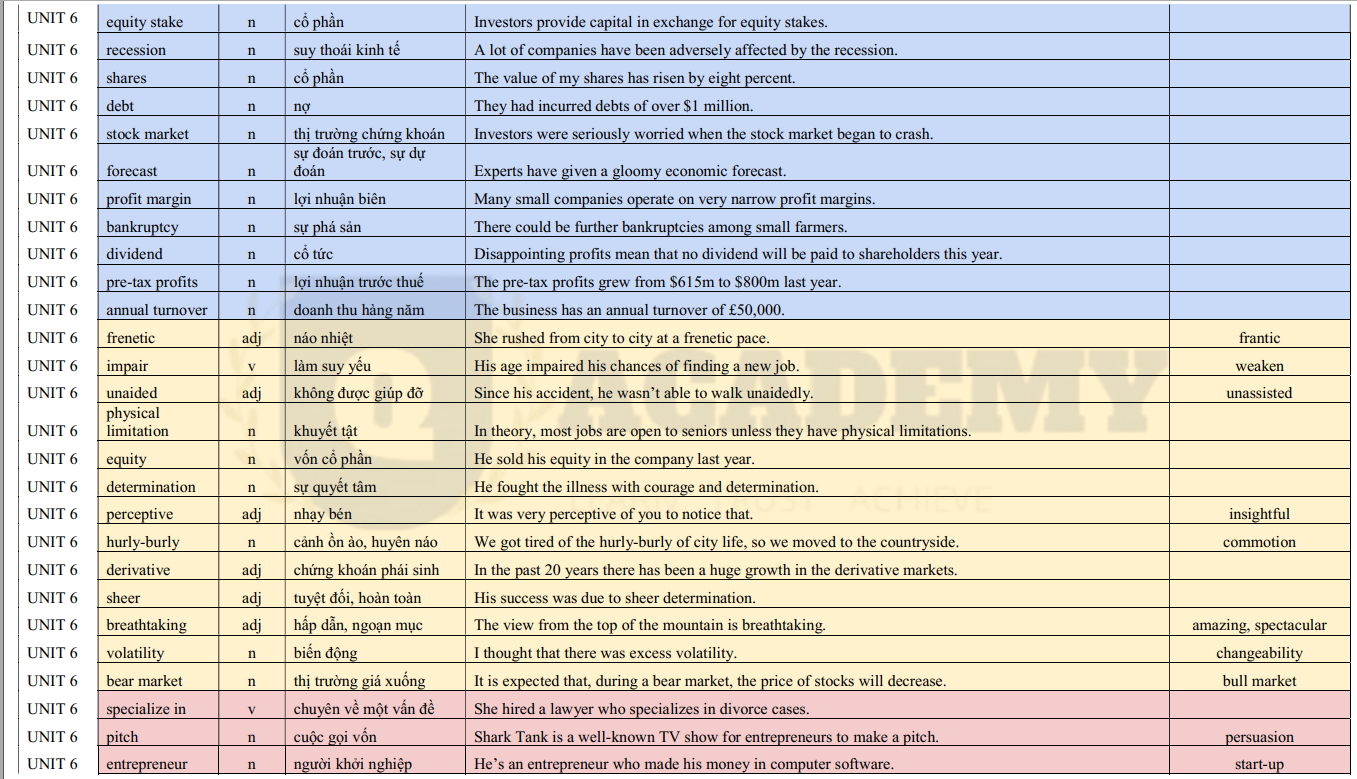 UNIT 6 equity stake n cổ phần Investors provide capital in exchange for equity stakes.
UNIT 6 recession n suy thoái kinh tế A lot of companies have been adversely affected by the recession.
UNIT 6 shares n cổ phần The value of my shares has risen by eight percent.
UNIT 6 debt n nợ They had incurred debts of over $1 million.
UNIT 6 stock market n thị trường chứng khoán Investors were seriously worried when the stock market began to crash.
sự đoán trước, sự dự
UNIT 6 forecast n đoán Experts have given a gloomy economic forecast.
UNIT 6 profit margin n lợi nhuận biên Many small companies operate on very narrow profit margins.
UNIT 6 bankruptcy n sự phá sản There could be further bankruptcies among small farmers.
UNIT 6 dividend n cổ tức Disappointing profits mean that no dividend will be paid to shareholders this year.
UNIT 6 pre-tax profits n lợi nhuận trước thuế The pre-tax profits grew from $615m to $800m last year.
UNIT 6 annual turnover n doanh thu hàng năm The business has an annual turnover of £50,000.
UNIT 6 frenetic adj náo nhiệt She rushed from city to city at a frenetic pace. frantic
UNIT 6 impair v làm suy yếu His age impaired his chances of finding a new job. weaken
UNIT 6 unaided adj không được giúp đỡ Since his accident, he wasn't able to walk unaidedly. unassisted
physical
UNIT 6 limitation n khuyết tật In theory, most jobs are open to seniors unless they have physical limitations.
UNIT 6 equity n vốn cổ phần He sold his equity in the company last year.
UNIT 6 determination n sự quyết tâm He fought the illness with courage and determination.
UNIT 6 perceptive adj nhạy bén It was very perceptive of you to notice that. insightful
UNIT 6 hurly-burly n cảnh ồn ào, huyên náo We got tired of the hurly-burly of city life, so we moved to the countryside. commotion
UNIT 6 derivative adj chứng khoán phái sinh In the past 20 years there has been a huge growth in the derivative markets.
UNIT 6 sheer adj tuyệt đối, hoàn toàn His success was due to sheer determination.
UNIT 6 breathtaking adj hấp dẫn, ngoạn mục The view from the top of the mountain is breathtaking. amazing, spectacular
UNIT 6 volatility n biến động I thought that there was excess volatility. changeability
UNIT 6 bear market n thị trường giá xuống It is expected that, during a bear market, the price of stocks will decrease. bull market
UNIT 6 specialize in v chuyên về một vấn đề She hired a lawyer who specializes in divorce cases.
UNIT 6 pitch n cuộc gọi vốn Shark Tank is a well-known TV show for entrepreneurs to make a pitch. persuasion
UNIT 6 entrepreneur n người khởi nghiệp He's an entrepreneur who made his money in computer software. start-up
ACADEMY
ACHIEVE